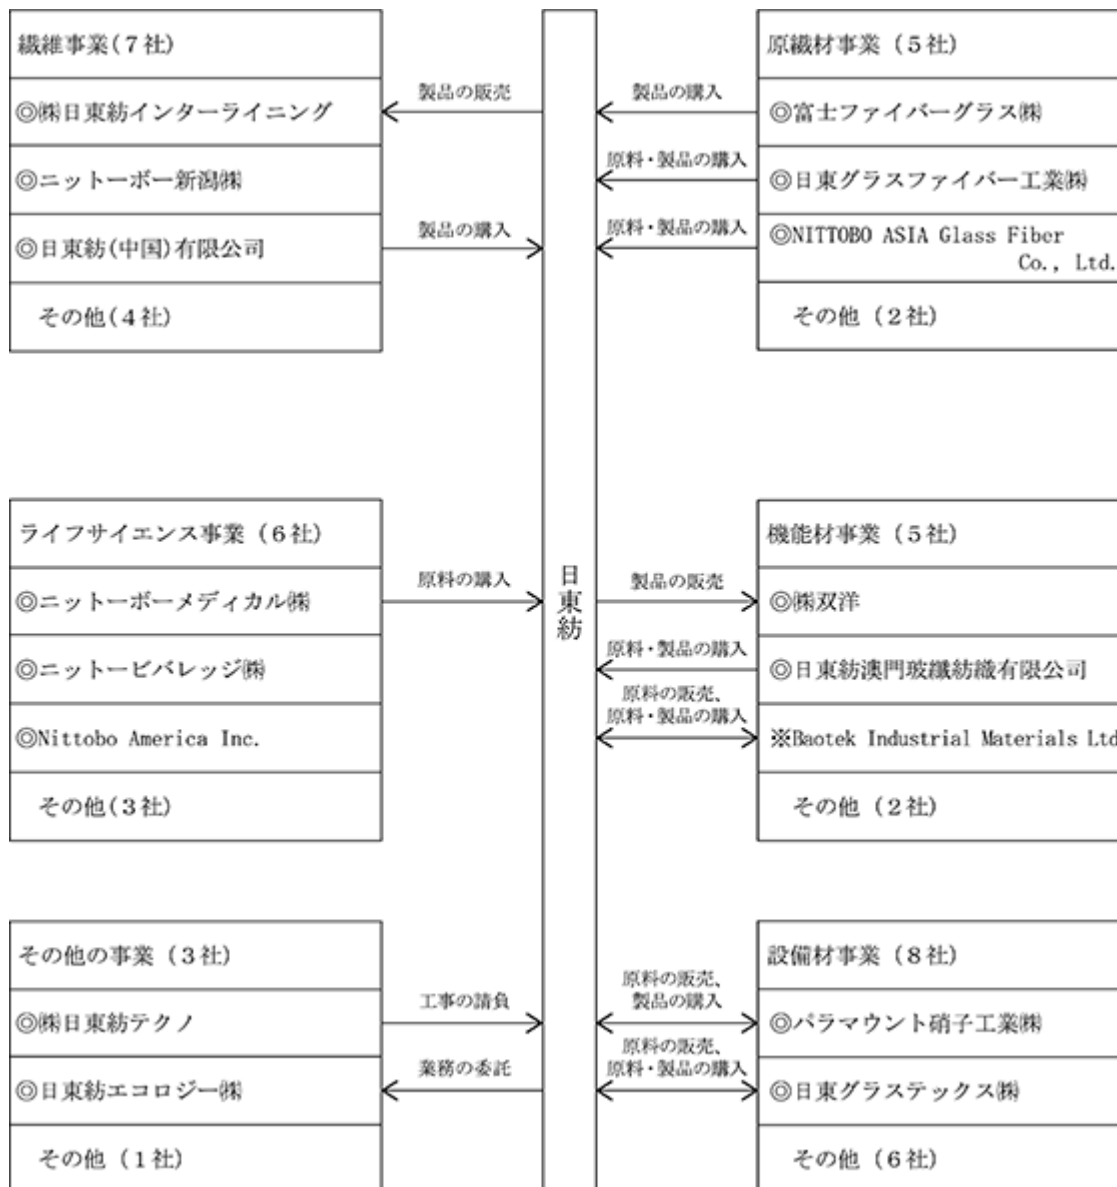 繊維事業(7社)
◎㈱日東紡インターライニング
◎ニットーボー新潟㈱
◎日東紡(中国)有限公司
その他(4社)
製品の販売
製品の購入
原繊材事業（5社）
◎富士ファイバーグラス㈱
◎日東グラスファイバー工業㈱
◎NITTOBO ASIA Glass Fiber
Co., Ltd.
その他（2社）
製品の購入
原料・製品の購入
原料・製品の購入
日東紡
ライフサイエンス事業（6社）
◎ニットーボーメディカル㈱
◎ニットービバレッジ㈱
◎Nittobo America Inc.
その他(3社)
原料の購入
機能材事業（5社）
◎㈱双洋
◎日東紡澳門玻纖紡織有限公司
※Baotek Industrial Materials Ltd
その他（2社）
製品の販売
原料・製品の購入
原料の販売、
原料・製品の購入
その他の事業（3社）
◎㈱日東紡テクノ
◎日東紡エコロジー㈱
その他（1社）
工事の請負
業務の委託
設備材事業（8社）
◎パラマウント硝子工業㈱
◎日東グラステックス㈱
その他（6社）
原料の販売、
製品の購入
原料の販売、
原料・製品の購入